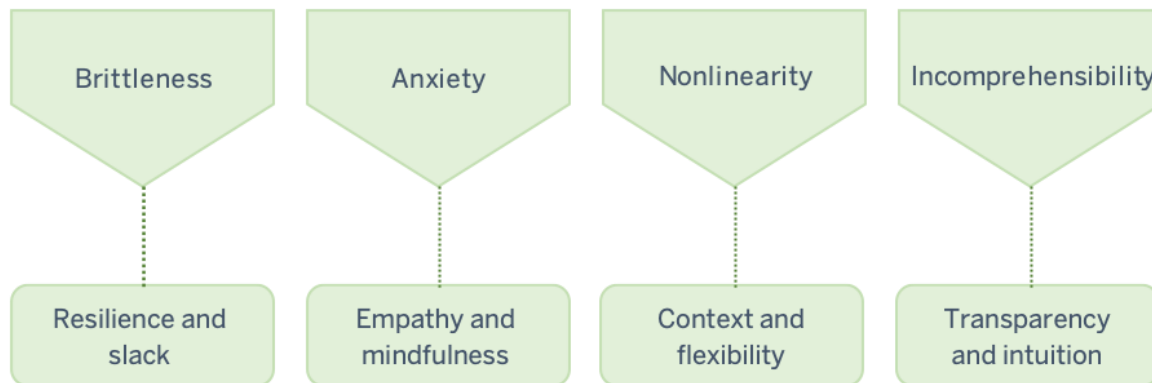 Brittleness
Anxiety
Nonlinearity
Incomprehensibility
Resilience and
slack
Empathy and
mindfulness
Context and
flexibility
Transparency
and intuition